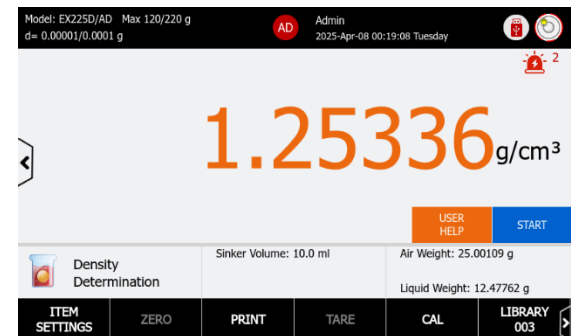 Model: EX225D/AD Max 120/220 g
d= 0.00001/0.0001 g
AD
Admin
2025-Apr-08 00:19:08 Tuesday
2
1.25336 g/cm³
USER
HELP
START
Density
Determination
Sinker Volume: 10.0 ml
Air Weight: 25.00109 g
Liquid Weight: 12.47762 g
ITEM
SETTINGS
ZERO
PRINT
TARE
CAL
LIBRARY
003